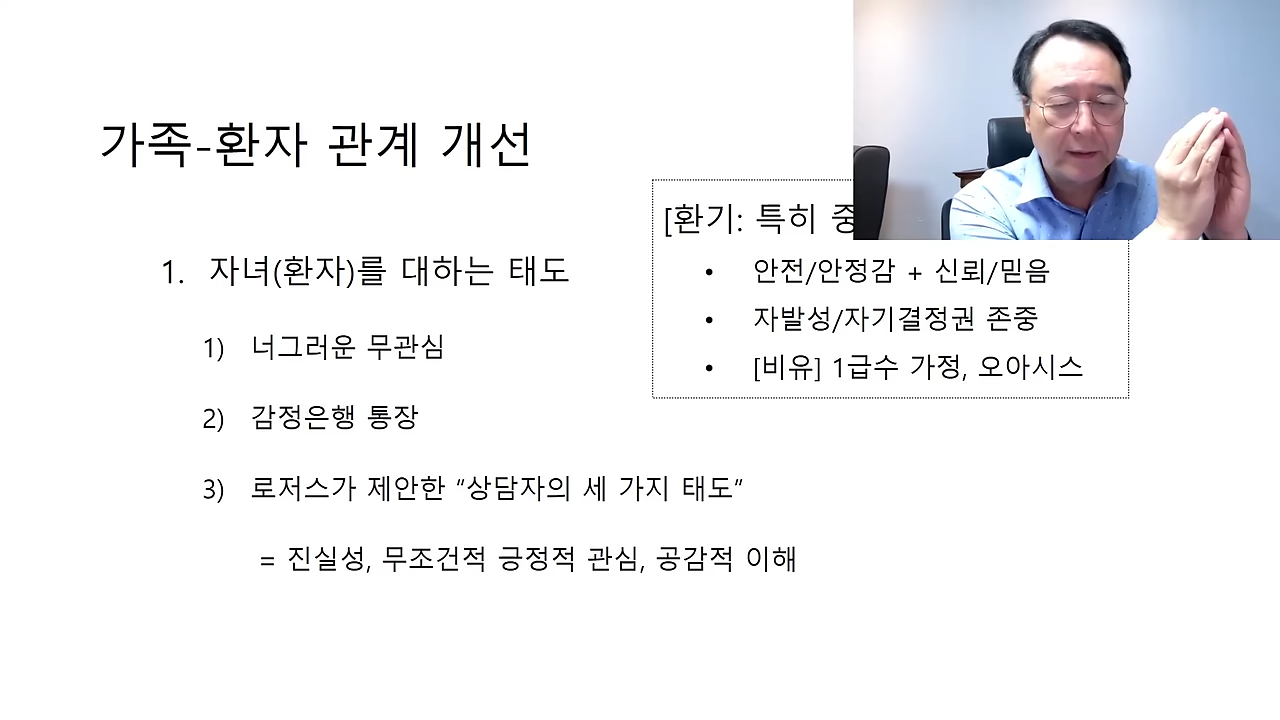 가족-환자 관계 개선
[환기: 특히
• 안전/안정감 + 신뢰/믿음
• 자발성/자기결정권 존중
• [비유] 1급수 가정, 오아시스
1. 자녀(환자)를 대하는 태도
1) 너그러운 무관심
2) 감정은행 통장
3) 로저스가 제안한 “상담자의 세 가지 태도”
= 진실성, 무조건적 긍정적 관심, 공감적 이해